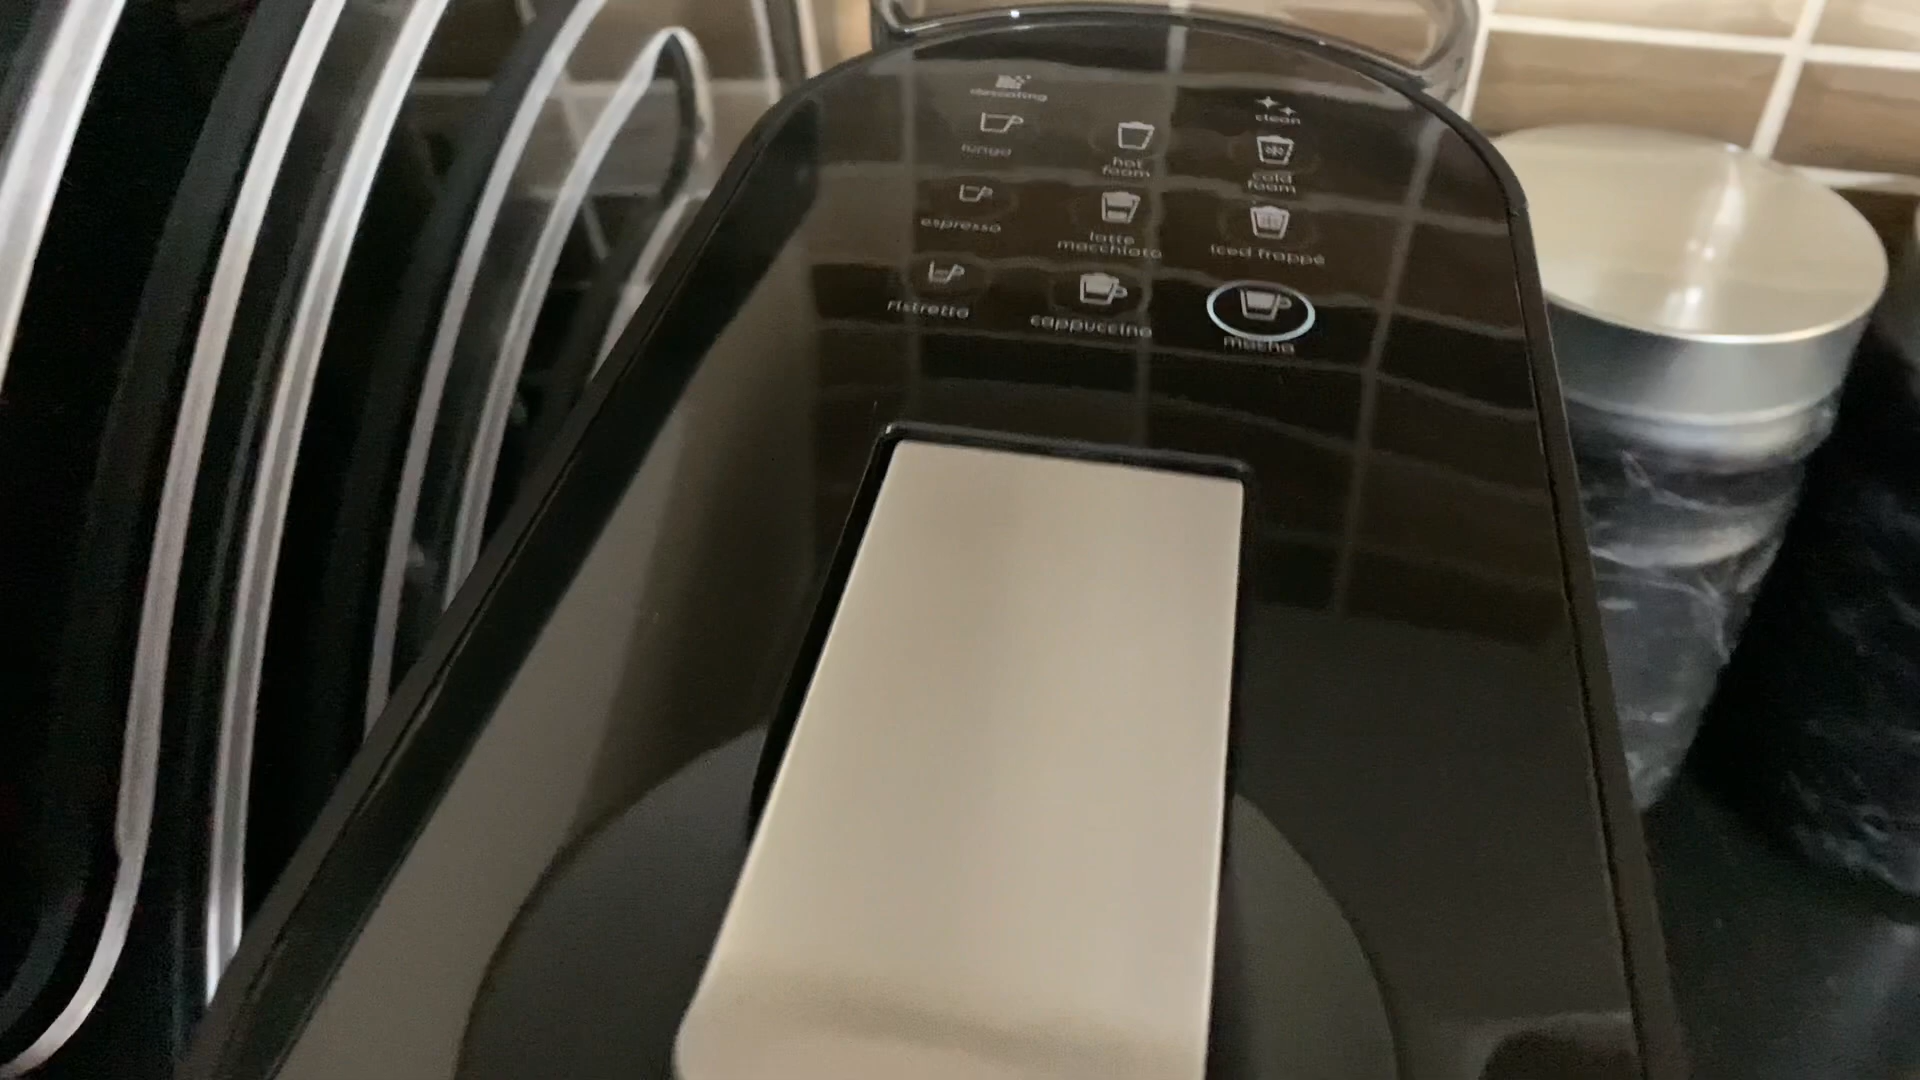 descaling
clean
lungo
hot
foam
cold
foam
espresso
latte
macchiato
iced frappé
ristretto
cappuccino
mocha